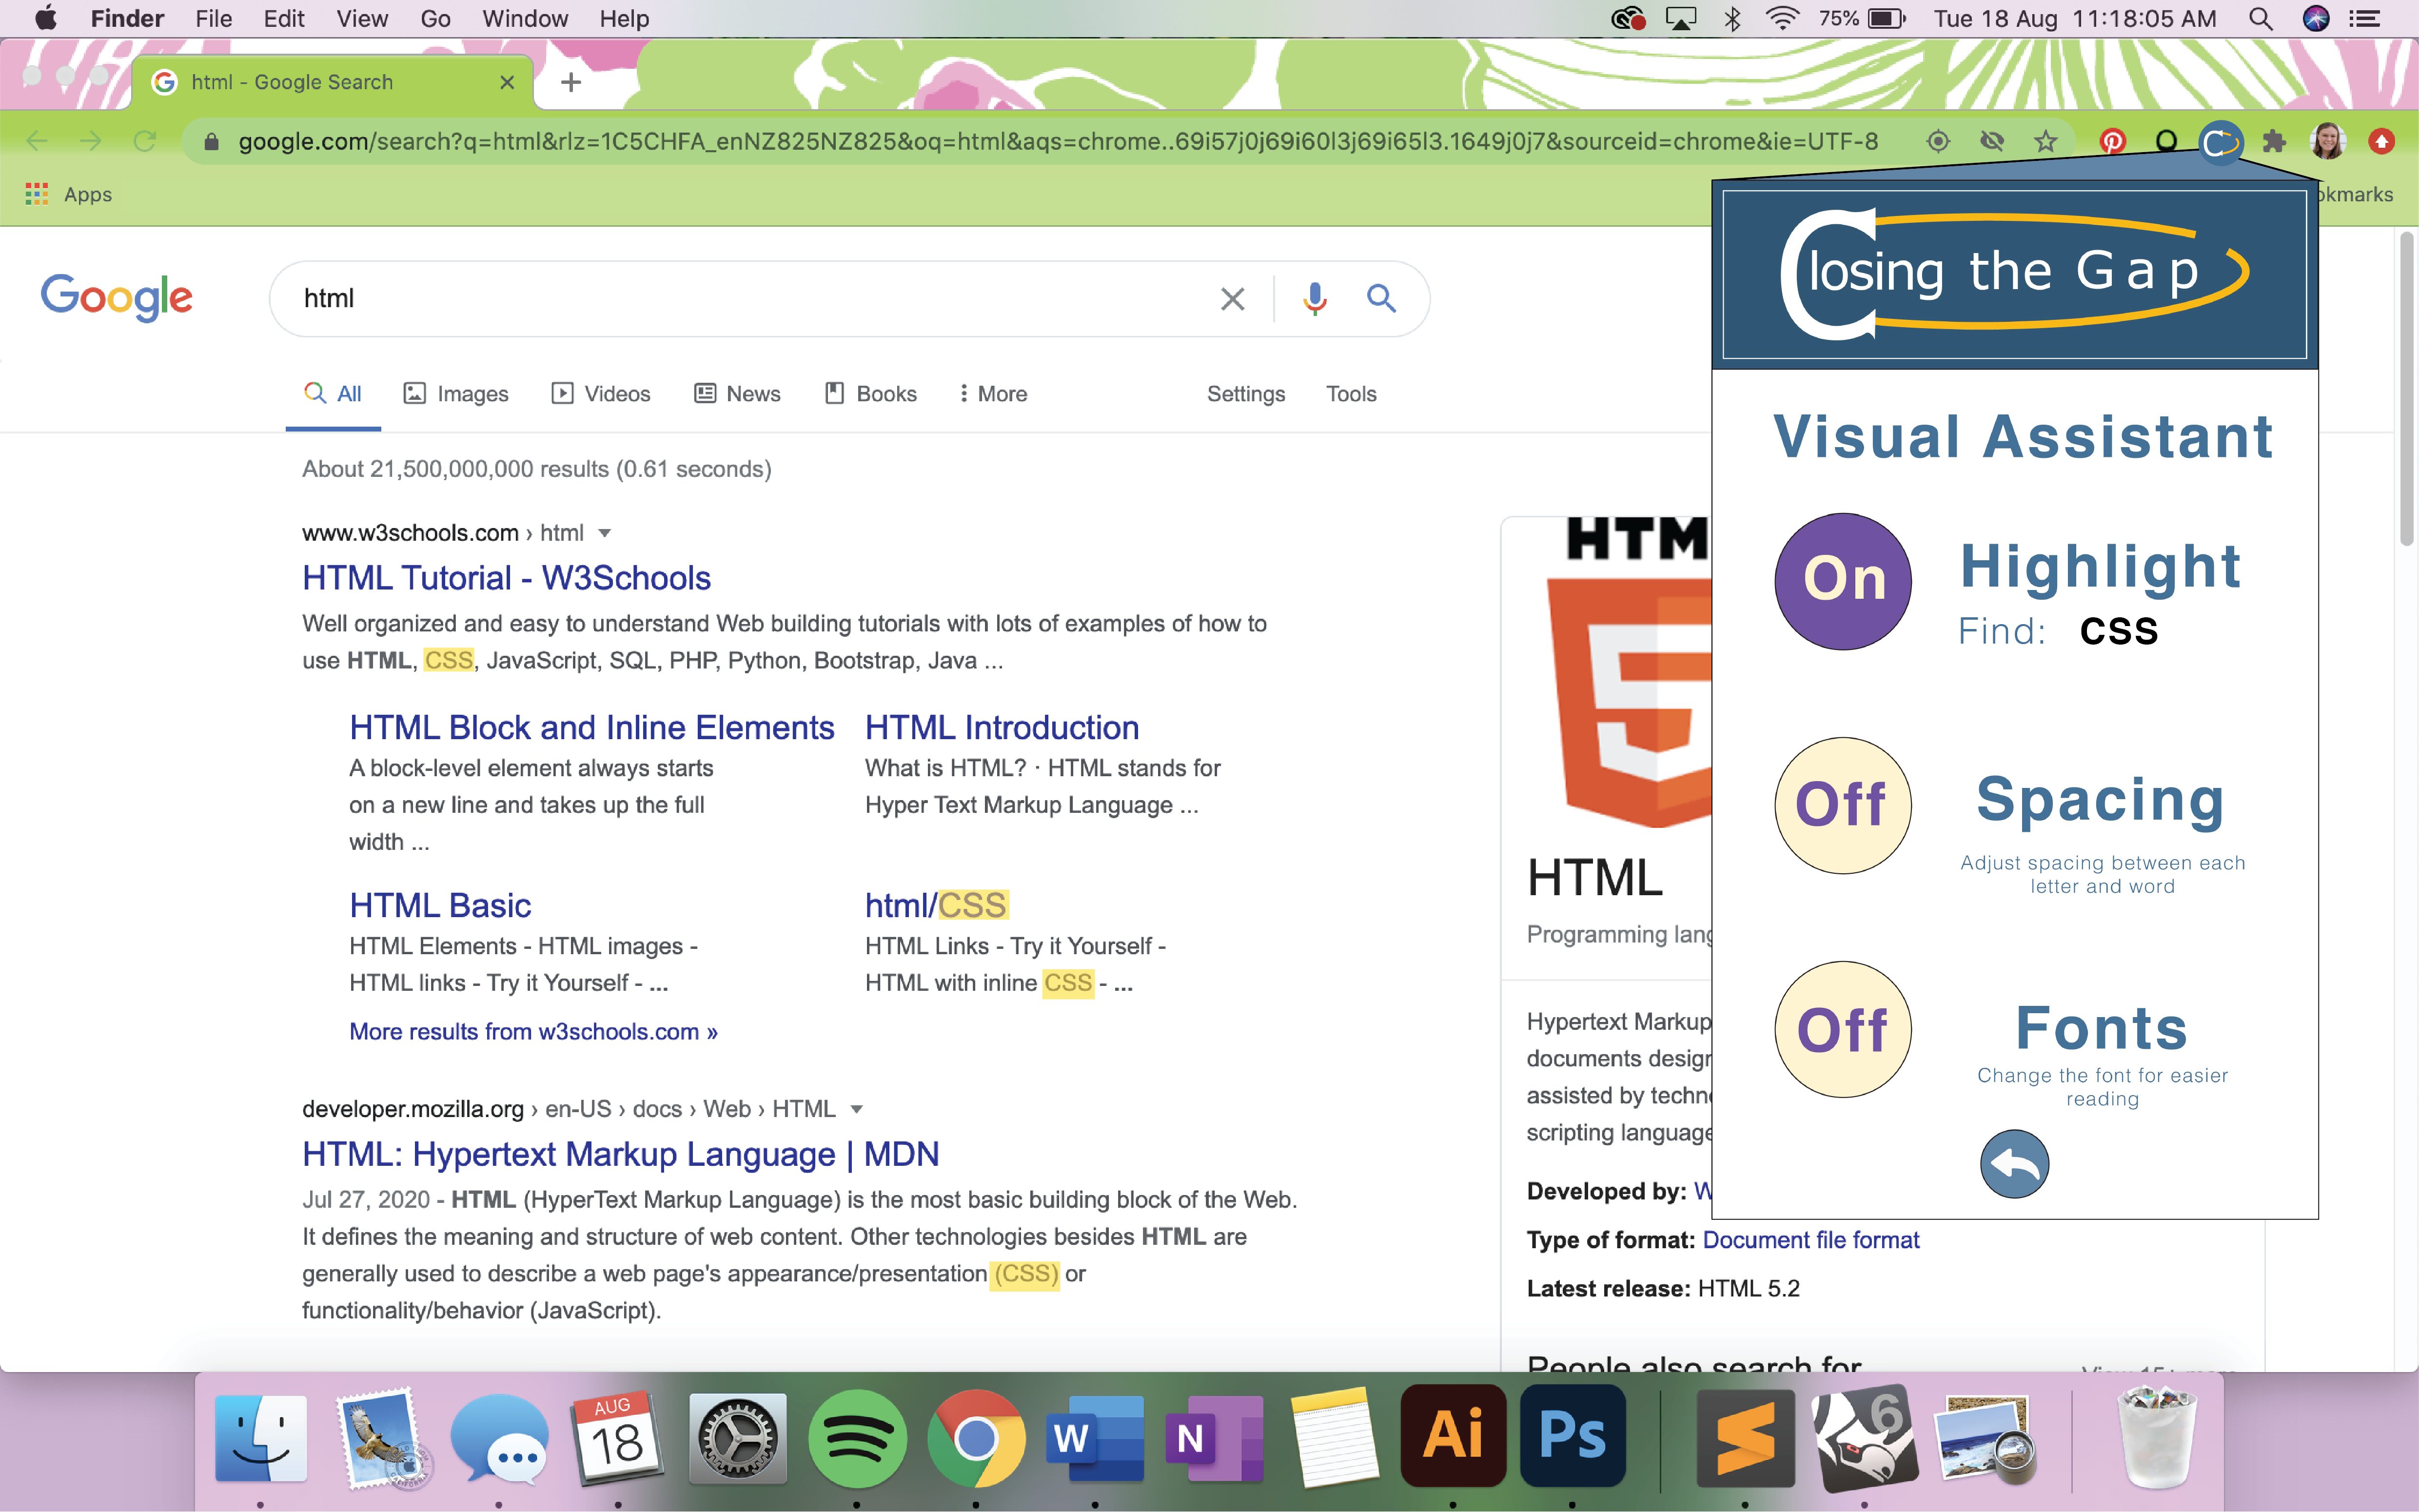 Finder File Edit View Go Window Help 75% Tue 18 Aug 11:18:05 AM
html - Google Search
google.com/search?q=html&rlz=1C5CHFA_enNZ825NZ825&oq=html&aqs=chrome..69i57j0j69i60l3j69i65l3.1649j0j7&sourceid=chrome&ie=UTF-8
Apps
Google
html
All Images Videos News Books More Settings Tools
About 21,500,000,000 results (0.61 seconds)
www.w3schools.com › html
HTML Tutorial - W3Schools
Well organized and easy to understand Web building tutorials with lots of examples of how to
use HTML, CSS, JavaScript, SQL, PHP, Python, Bootstrap, Java ...
HTML Block and Inline Elements
A block-level element always starts
on a new line and takes up the full
width ...
HTML Introduction
What is HTML? · HTML stands for
Hyper Text Markup Language ...
HTML Basic
HTML Elements - HTML images -
HTML links - Try it Yourself - ...
html/CSS
HTML Links - Try it Yourself -
HTML with inline CSS - ...
More results from w3schools.com »
developer.mozilla.org › en-US › docs › Web › HTML
HTML: Hypertext Markup Language | MDN
Jul 27, 2020 - HTML (HyperText Markup Language) is the most basic building block of the Web.
It defines the meaning and structure of web content. Other technologies besides HTML are
generally used to describe a web page's appearance/presentation (CSS) or
functionality/behavior (JavaScript).
HTM
5
HTML
Programming lang
Hypertext Markup
documents design
assisted by techn
scripting language
Developed by: W
Type of format: Document file format
Latest release: HTML 5.2
People also search for
Closing the Gap
Visual Assistant
On Highlight
Find: CSS
Off Spacing
Adjust spacing between each
letter and word
Off Fonts
Change the font for easier
reading
AUG
18
W
N
Ai
Ps
6